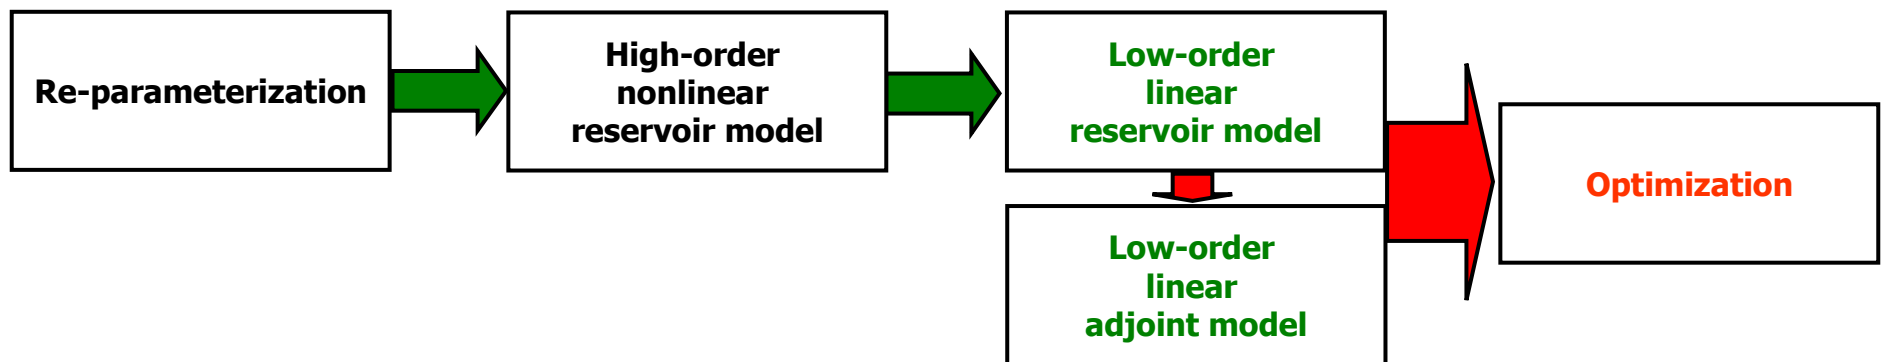 Re-parameterization
High-order
nonlinear
reservoir model
Low-order
linear
reservoir model
Low-order
linear
adjoint model
Optimization